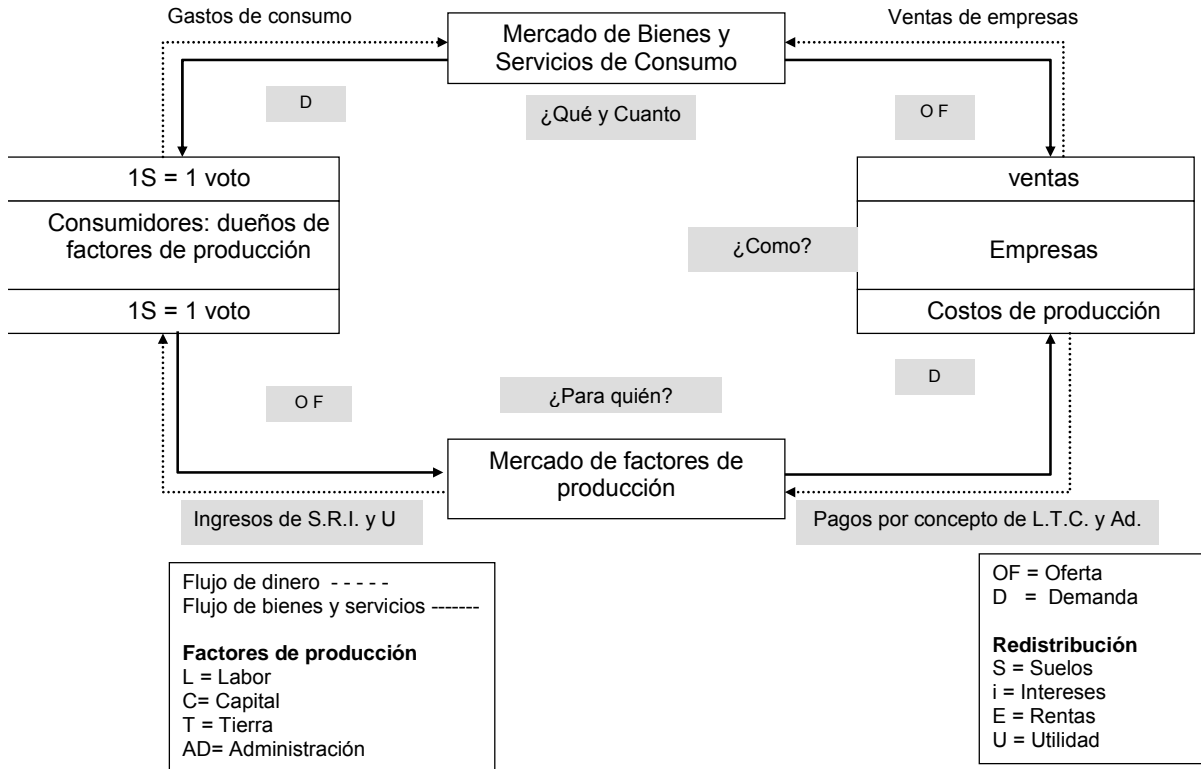 Gastos de consumo
Mercado de Bienes y
Servicios de Consumo
Ventas de empresas
D
¿Qué y Cuanto
O F
1S = 1 voto
Consumidores: dueños de
factores de producción
1S = 1 voto
¿Como?
ventas
Empresas
Costos de producción
O F
¿Para quién?
D
Mercado de factores de
producción
Ingresos de S.R.I. y U
Pagos por concepto de L.T.C. y Ad.
Flujo de dinero - - - - -
Flujo de bienes y servicios -------
Factores de producción
L = Labor
C= Capital
T = Tierra
AD= Administración
OF = Oferta
D = Demanda
Redistribución
S = Suelos
i = Intereses
E = Rentas
U = Utilidad